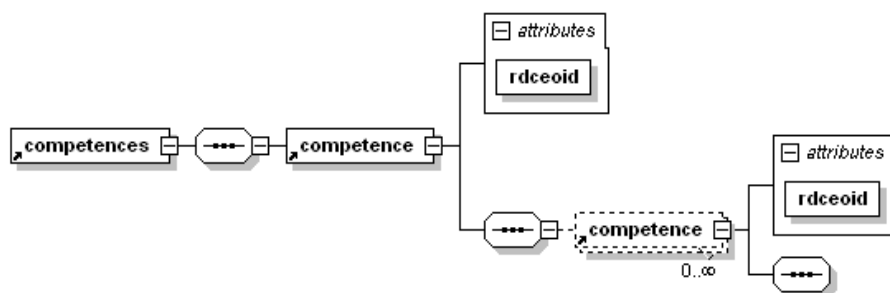 attributes
rdceoid
competences
competence
attributes
rdceoid
competence
0..∞